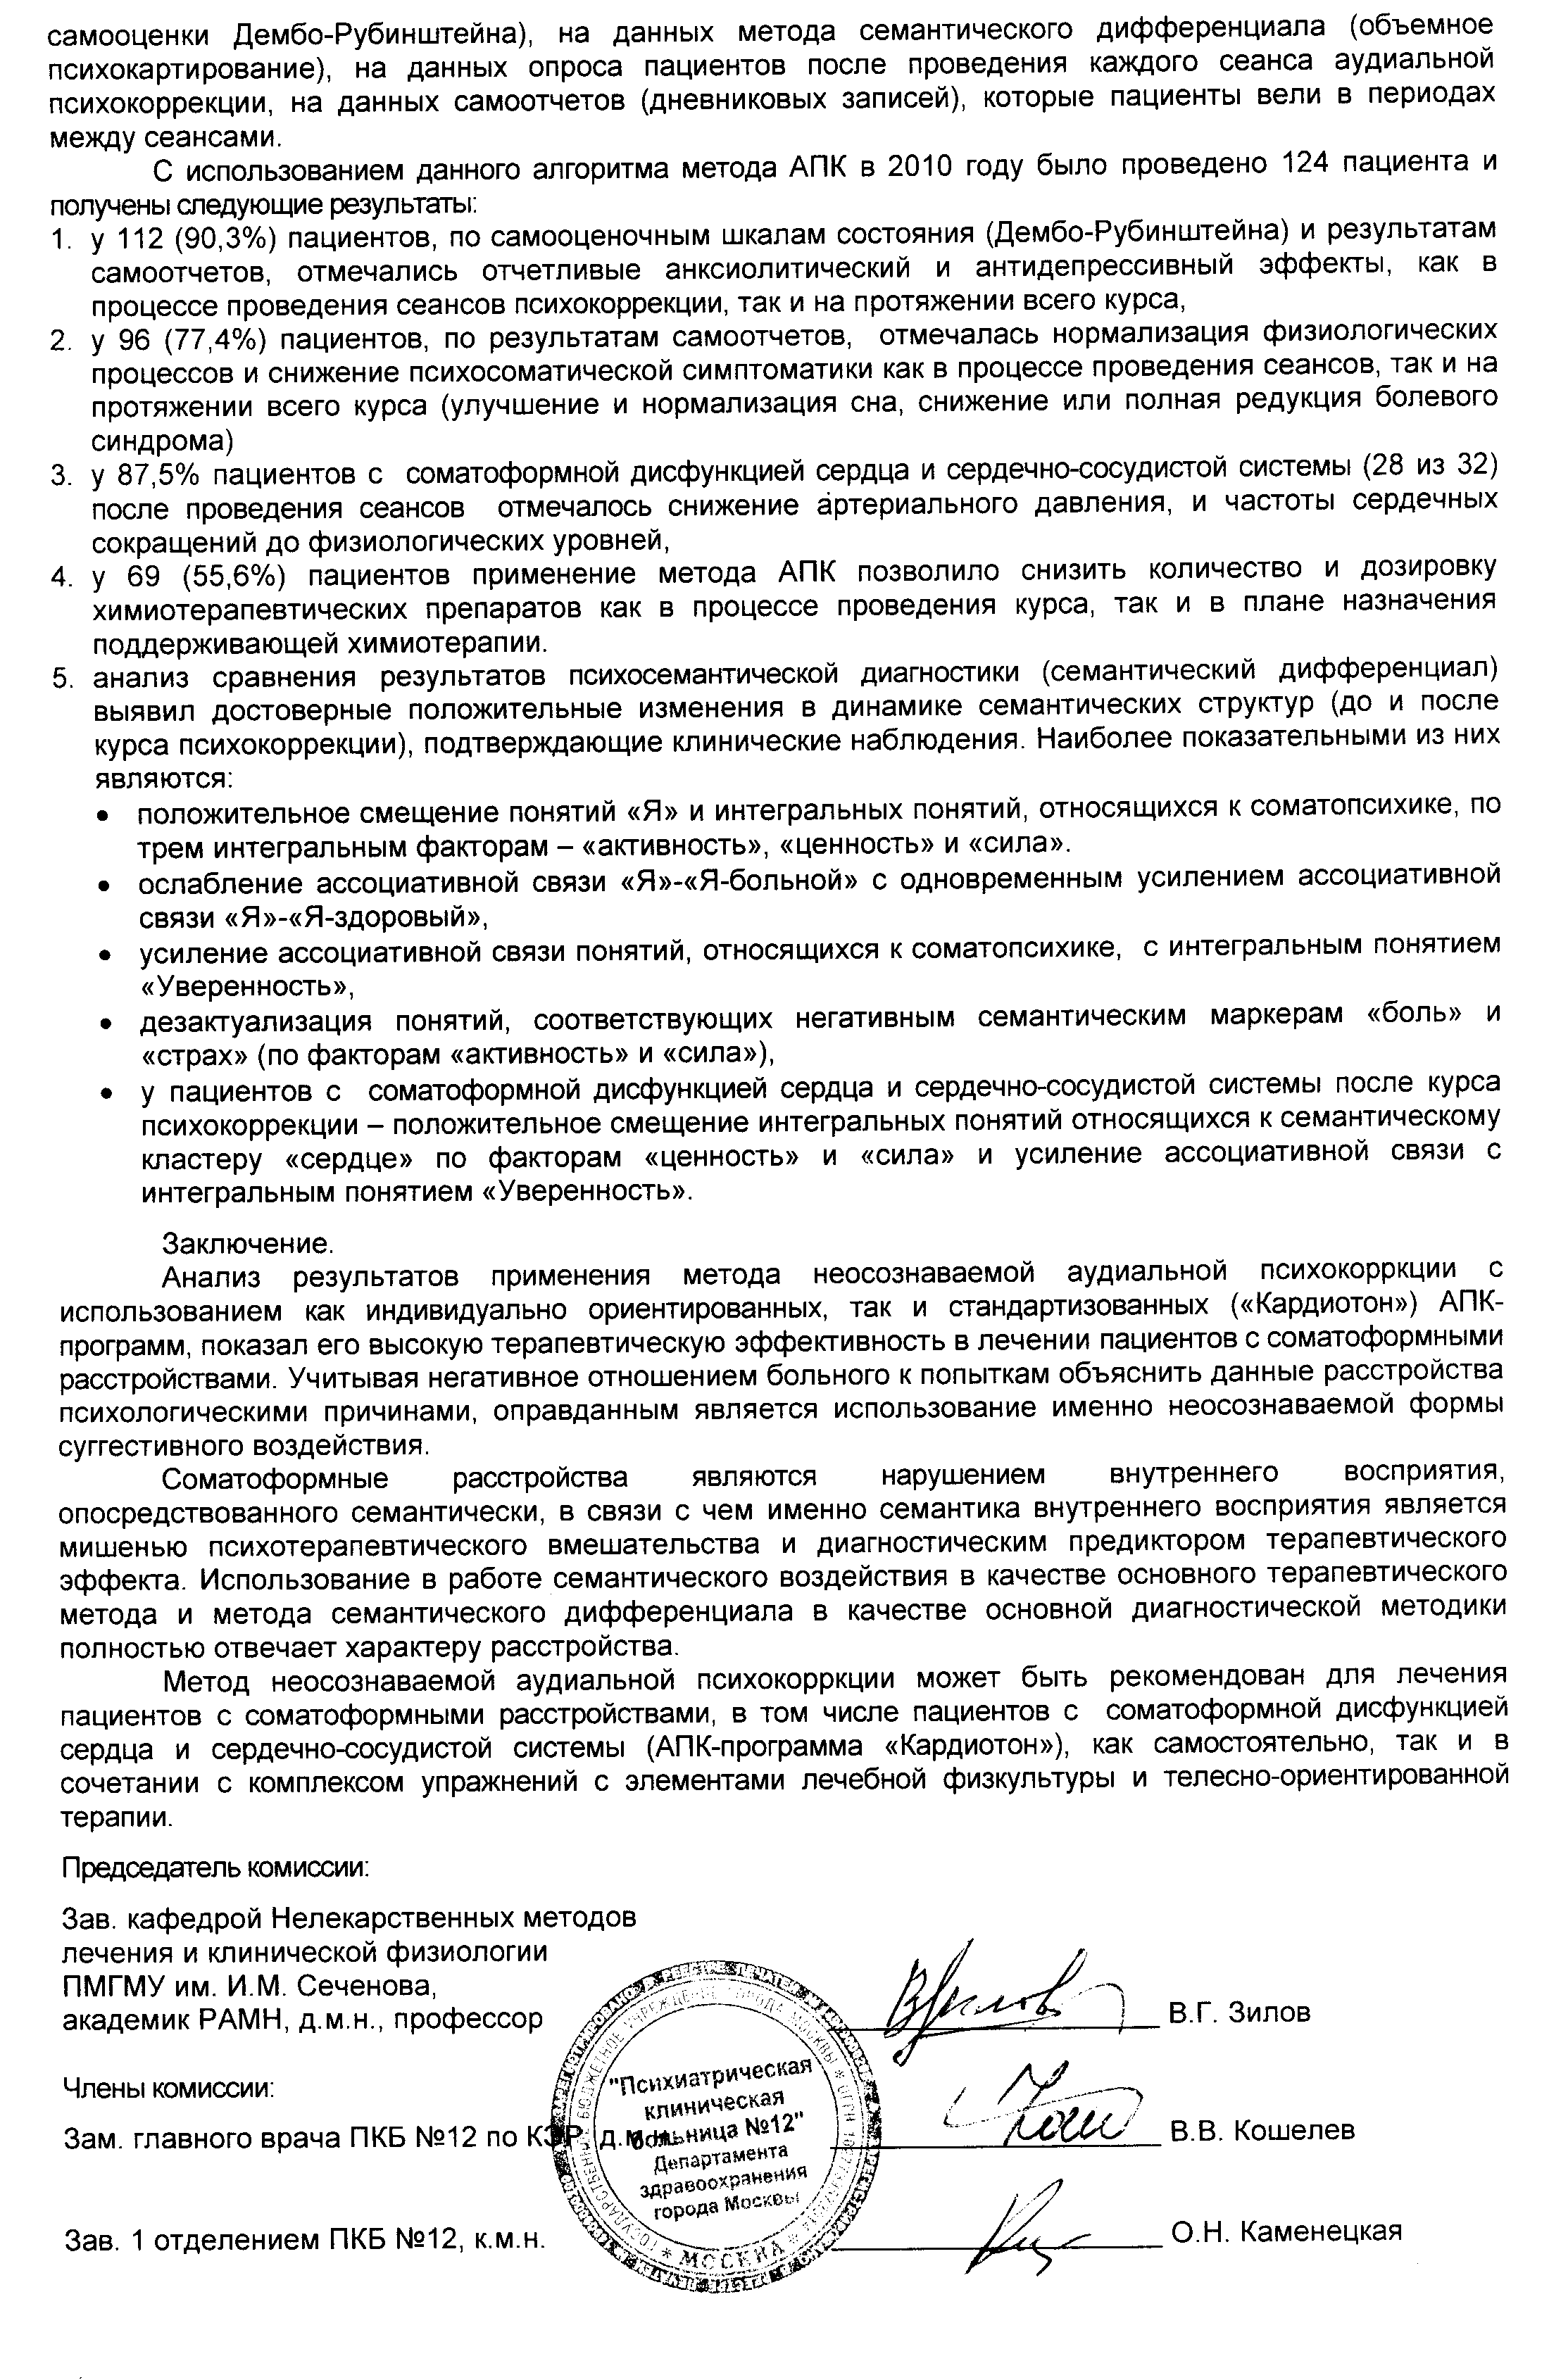 самооценки Дембо-Рубинштейна), на данных метода семантического дифференциала (объемное
психокартирование), на данных опроса пациентов после проведения каждого сеанса аудиальной
психокоррекции, на данных самоотчетов (дневниковых записей), которые пациенты вели в периодах
между сеансами.
С использованием данного алгоритма метода АПК в 2010 году было проведено 124 пациента и
получены следующие результаты:
1. у 112 (90,3%) пациентов, по самооценочным шкалам состояния (Дембо-Рубинштейна) и результатам
самоотчетов, отмечались отчетливые анксиолитический и антидепрессивный эффекты, как в
процессе проведения сеансов психокоррекции, так и на протяжении всего курса,
2. у 96 (77,4%) пациентов, по результатам самоотчетов, отмечалась нормализация физиологических
процессов и снижение психосоматической симптоматики как в процессе проведения сеансов, так и на
протяжении всего курса (улучшение и нормализация сна, снижение или полная редукция болевого
синдрома)
3. у 87,5% пациентов с соматоформной дисфункцией сердца и сердечно-сосудистой системы (28 из 32)
после проведения сеансов отмечалось снижение артериального давления, и частоты сердечных
сокращений до физиологических уровней,
4. у 69 (55,6%) пациентов применение метода АПК позволило снизить количество и дозировку
химиотерапевтических препаратов как в процессе проведения курса, так и в плане назначения
поддерживающей химиотерапии.
5. анализ сравнения результатов психосемантической диагностики (семантический дифференциал)
выявил достоверные положительные изменения в динамике семантических структур (до и после
курса психокоррекции), подтверждающие клинические наблюдения. Наиболее показательными из них
являются:
• положительное смещение понятий «Я» и интегральных понятий, относящихся к соматопсихике, по
трем интегральным факторам – «активность», «ценность» и «сила».
• ослабление ассоциативной связи «Я»-«Я-больной» с одновременным усилением ассоциативной
связи «Я»-«Я-здоровый»,
• усиление ассоциативной связи понятий, относящихся к соматопсихике, с интегральным понятием
«Уверенность»,
• дезактуализация понятий, соответствующих негативным семантическим маркерам «боль» и
«страх» (по факторам «активность» и «сила»),
• у пациентов с соматоформной дисфункцией сердца и сердечно-сосудистой системы после курса
психокоррекции – положительное смещение интегральных понятий относящихся к семантическому
кластеру «сердце» по факторам «ценность» и «сила» и усиление ассоциативной связи с
интегральным понятием «Уверенность».
Заключение.
Анализ результатов применения метода неосознаваемой аудиальной психокорркции с
использованием как индивидуально ориентированных, так и стандартизованных («Кардиотон») АПК-
программ, показал его высокую терапевтическую эффективность в лечении пациентов с соматоформными
расстройствами. Учитывая негативное отношением больного к попыткам объяснить данные расстройства
психологическими причинами, оправданным является использование именно неосознаваемой формы
суггестивного воздействия.
Соматоформные расстройства являются нарушением внутреннего восприятия,
опосредствованного семантически, в связи с чем именно семантика внутреннего восприятия является
мишенью психотерапевтического вмешательства и диагностическим предиктором терапевтического
эффекта. Использование в работе семантического воздействия в качестве основного терапевтического
метода и метода семантического дифференциала в качестве основной диагностической методики
полностью отвечает характеру расстройства.
Метод неосознаваемой аудиальной психокорркции может быть рекомендован для лечения
пациентов с соматоформными расстройствами, в том числе пациентов с соматоформной дисфункцией
сердца и сердечно-сосудистой системы (АПК-программа «Кардиотон»), как самостоятельно, так и в
сочетании с комплексом упражнений с элементами лечебной физкультуры и телесно-ориентированной
терапии.
Председатель комиссии:
Зав. кафедрой Нелекарственных методов
лечения и клинической физиологии
ПМГМУ им. И.М. Сеченова,
академик РАМН, д.м.н., профессор
В.Г. Зилов
Члены комиссии:
Зам. главного врача ПКБ №12 по КЭР, д.м.н.
В.В. Кошелев
Зав. 1 отделением ПКБ №12, к.м.н.
О.Н. Каменецкая
"Психиатрическая
клиническая
больница №12"
Департамента
здравоохранения
города Москвы
* МОСКВА *